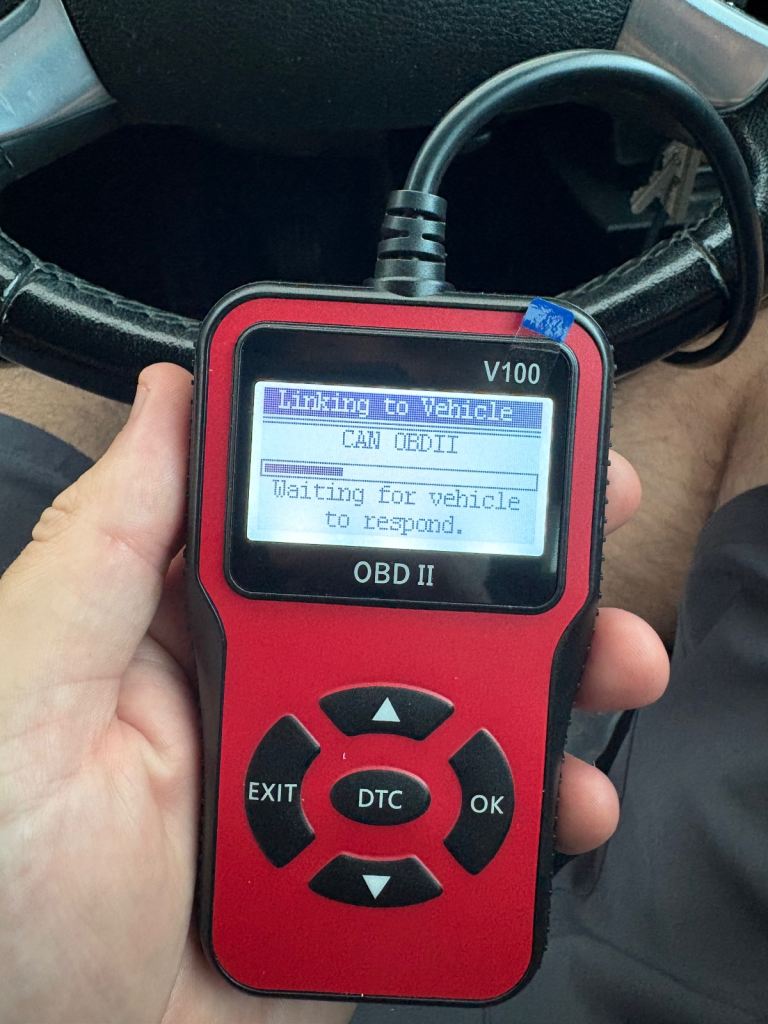 V100
Linking to Vehicle
CAN OBDII
Waiting for vehicle
to respond.
OBD II
▲
EXIT
DTC
OK
▼